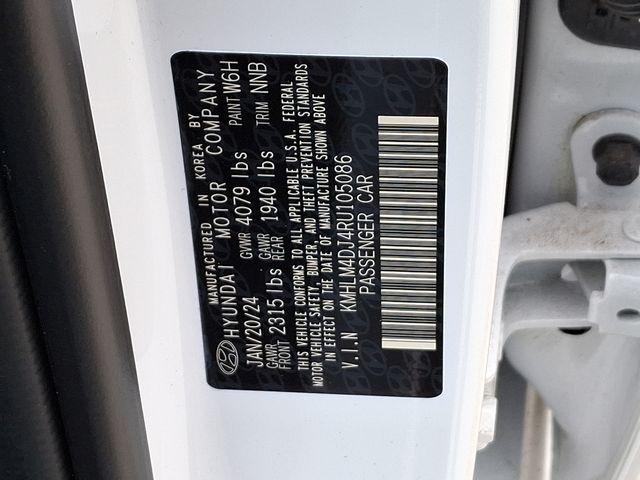 MANUFACTURED IN KOREA BY
HYUNDAI MOTOR COMPANY
JAN/20/24 GVWR 4079 lbs PAINT W6H
GAWR FRONT 2315 lbs GAWR REAR 1940 lbs TRIM NNB
THIS VEHICLE CONFORMS TO ALL APPLICABLE U.S.A. FEDERAL
MOTOR VEHICLE SAFETY, BUMPER, AND THEFT PREVENTION STANDARDS
IN EFFECT ON THE DATE OF MANUFACTURE SHOWN ABOVE
V.I.N KMHLM4DJ4RU105086
PASSENGER CAR